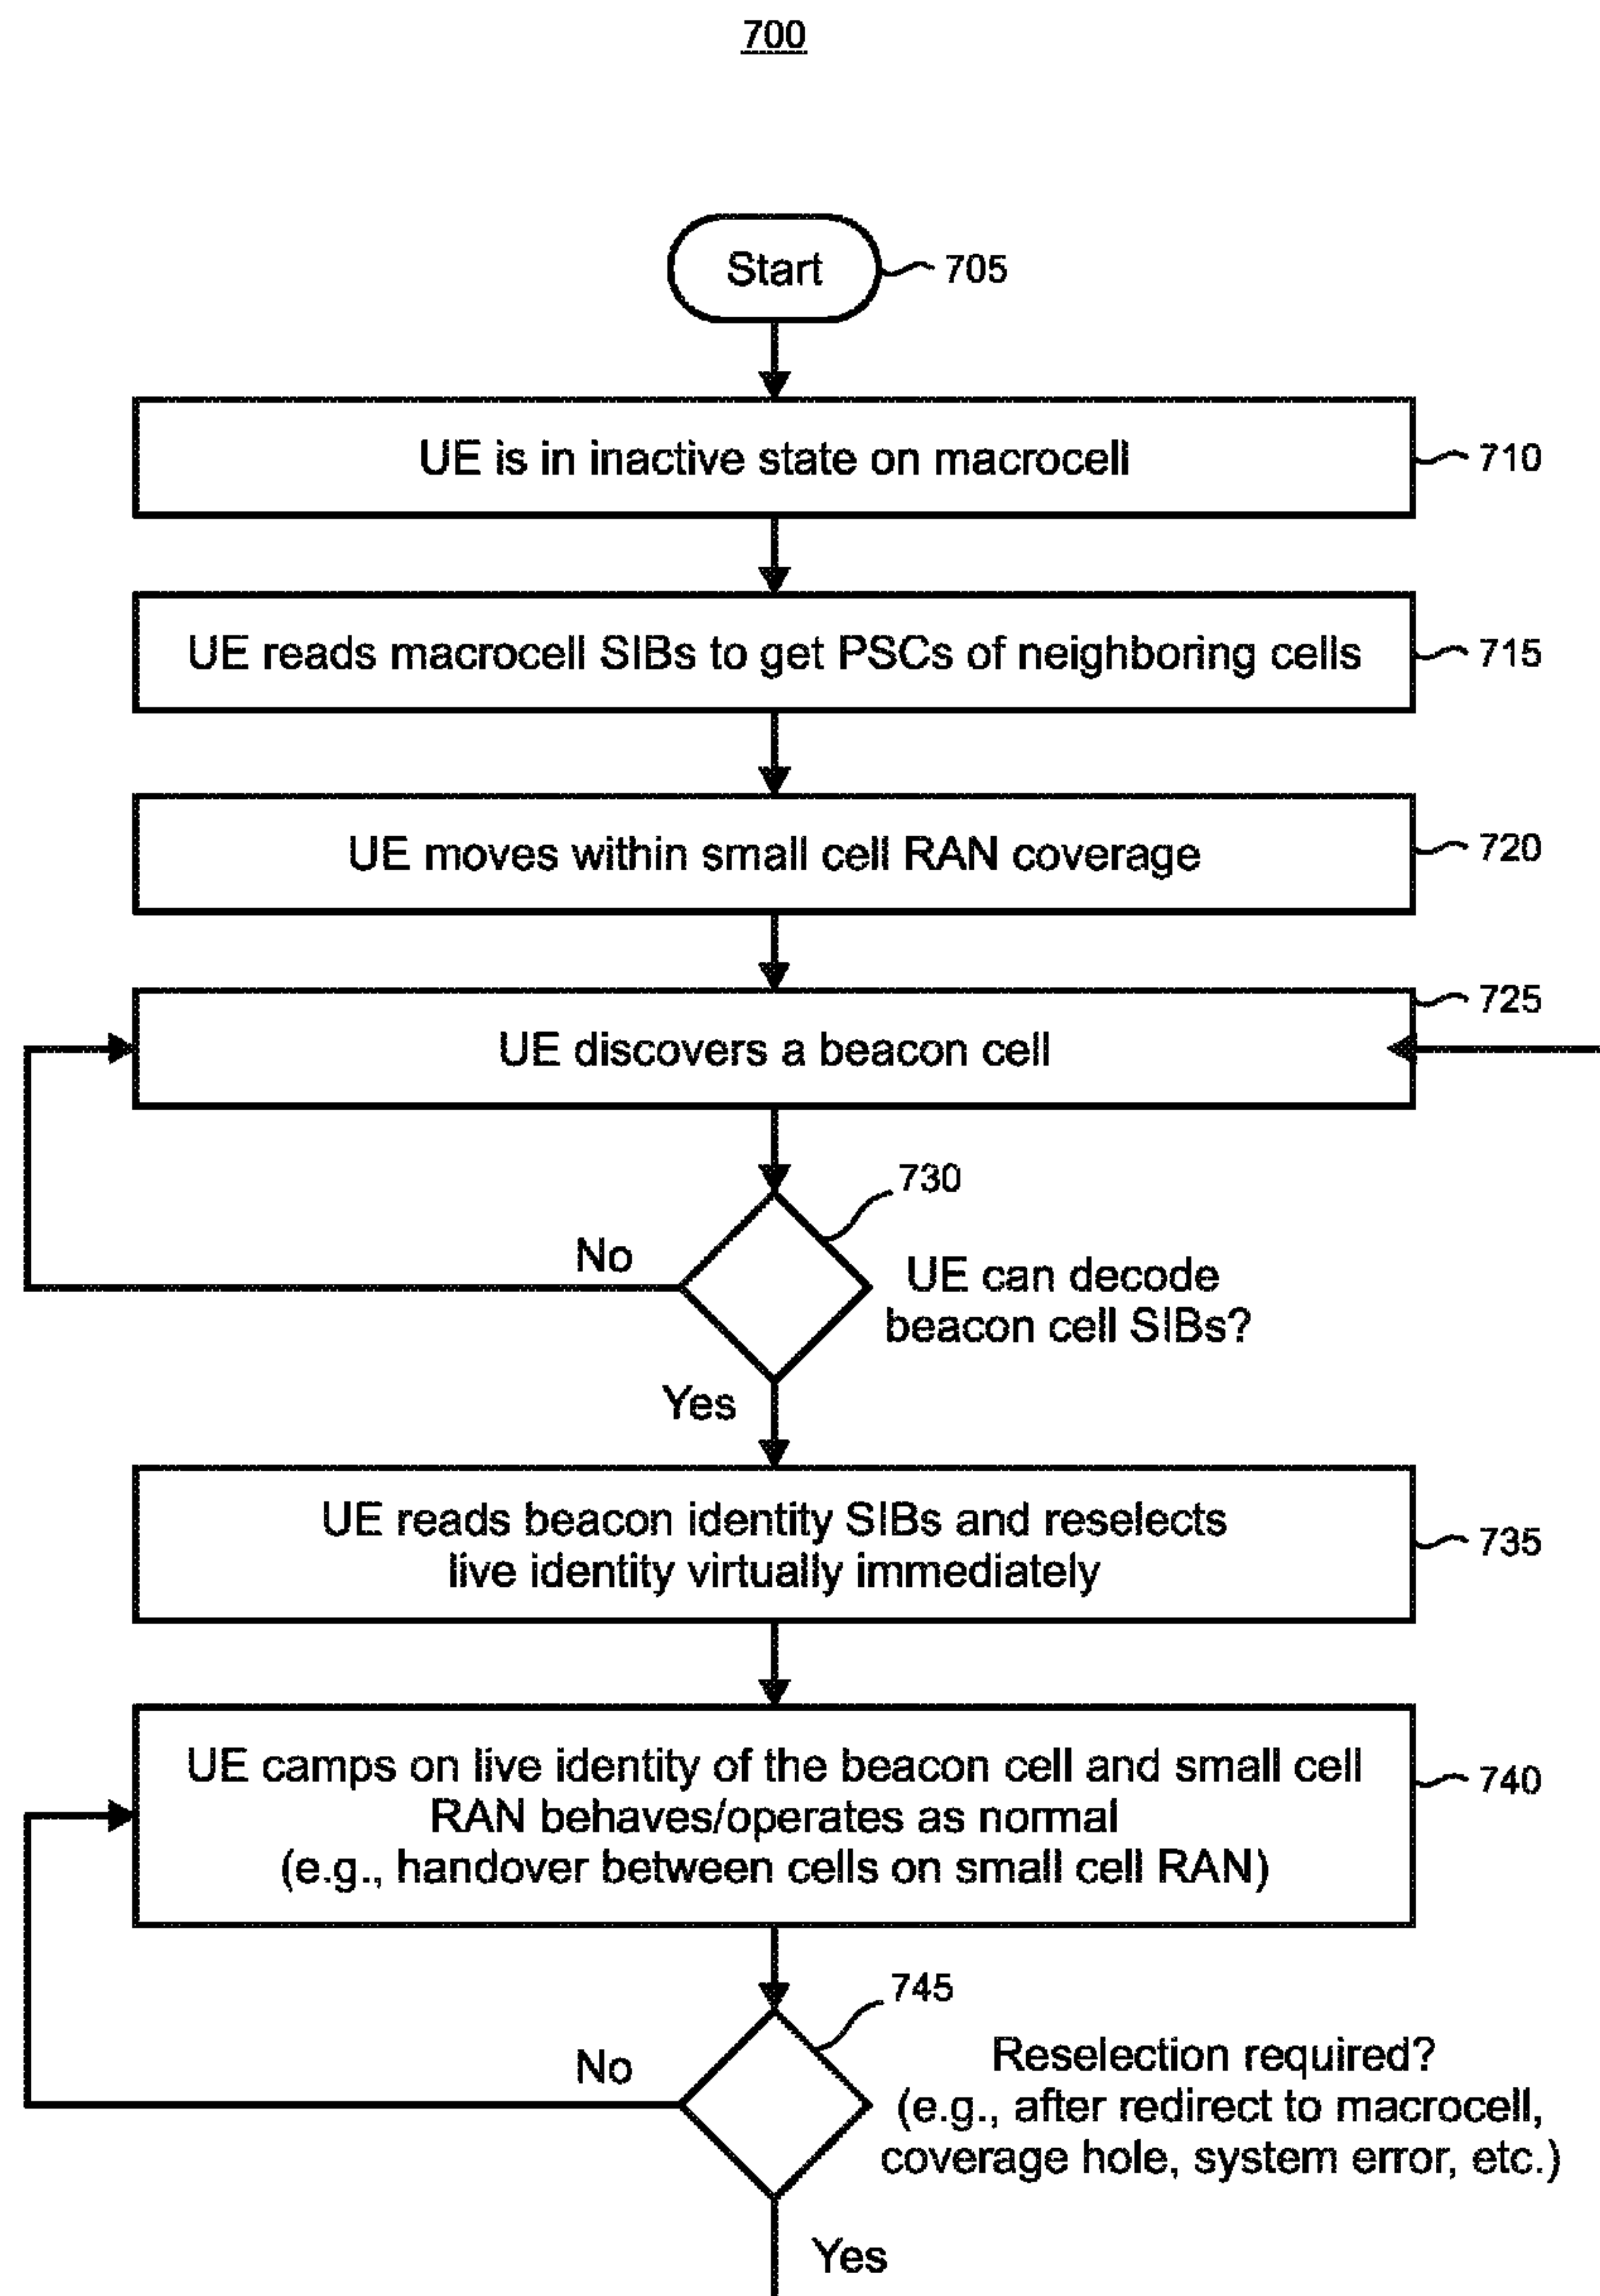 700
Start
705
UE is in inactive state on macrocell
710
UE reads macrocell SIBs to get PSCs of neighboring cells
715
UE moves within small cell RAN coverage
720
UE discovers a beacon cell
725
730
No
UE can decode
beacon cell SIBs?
Yes
UE reads beacon identity SIBs and reselects
live identity virtually immediately
735
UE camps on live identity of the beacon cell and small cell
RAN behaves/operates as normal
(e.g., handover between cells on small cell RAN)
740
745
No
Reselection required?
(e.g., after redirect to macrocell,
coverage hole, system error, etc.)
Yes